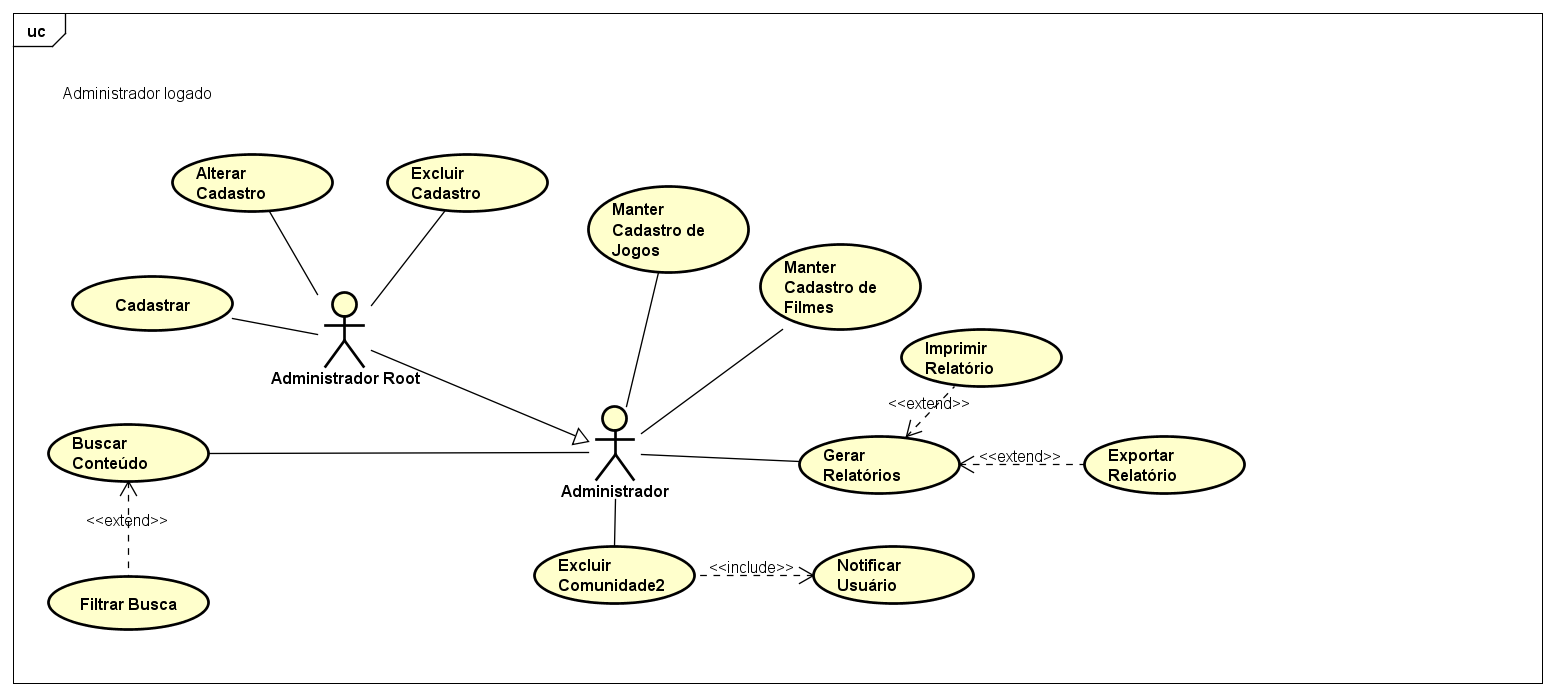 uc
Administrador logado
Alterar
Cadastro
Excluir
Cadastro
Manter
Cadastro de
Jogos
Manter
Cadastro de
Filmes
Cadastrar
Imprimir
Relatório
Administrador Root
<<extend>>
Buscar
Conteúdo
Gerar
Relatórios
<<extend>>
Exportar
Relatório
Administrador
<<extend>>
Excluir
Comunidade2
<<include>>
Notificar
Usuário
Filtrar Busca